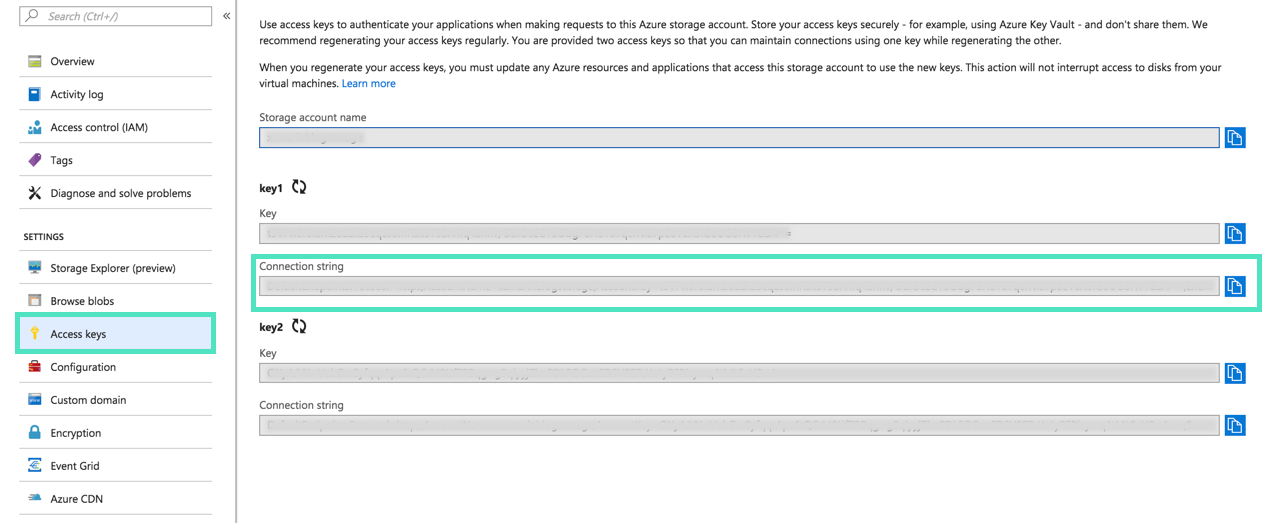 Search (Ctrl+/)
«
Overview
Activity log
Access control (IAM)
Tags
Diagnose and solve problems
SETTINGS
Storage Explorer (preview)
Browse blobs
Access keys
Configuration
Custom domain
Encryption
Event Grid
Azure CDN
Use access keys to authenticate your applications when making requests to this Azure storage account. Store your access keys securely - for example, using Azure Key Vault - and don't share them. We
recommend regenerating your access keys regularly. You are provided two access keys so that you can maintain connections using one key while regenerating the other.
When you regenerate your access keys, you must update any Azure resources and applications that access this storage account to use the new keys. This action will not interrupt access to disks from your
virtual machines. Learn more
Storage account name
key1
Key
Connection string
key2
Key
Connection string